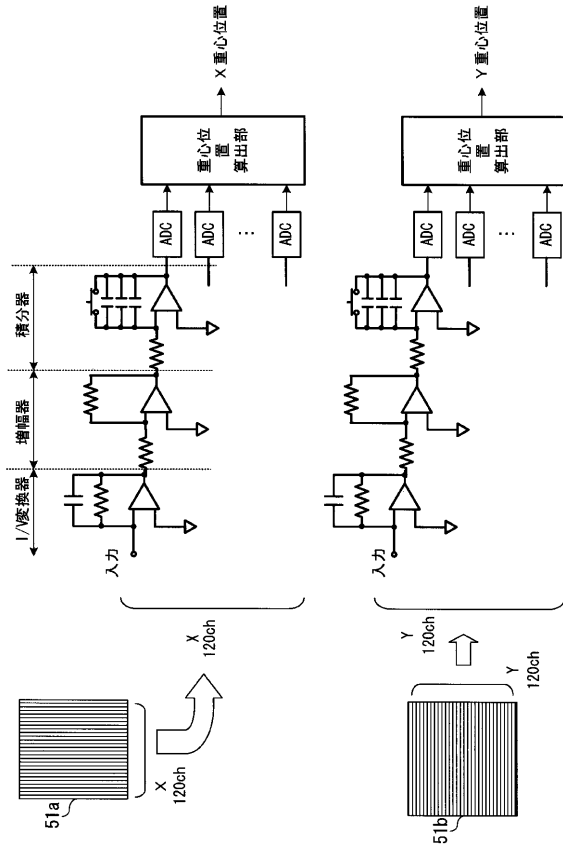 51a
X
120ch
X
120ch
I/V変換器
増幅器
積分器
入力
ADC
ADC
...
ADC
重心位
置
算出部
X 重心位置
51b
Y
120ch
Y
120ch
入力
ADC
ADC
...
ADC
重心位
置
算出部
Y 重心位置